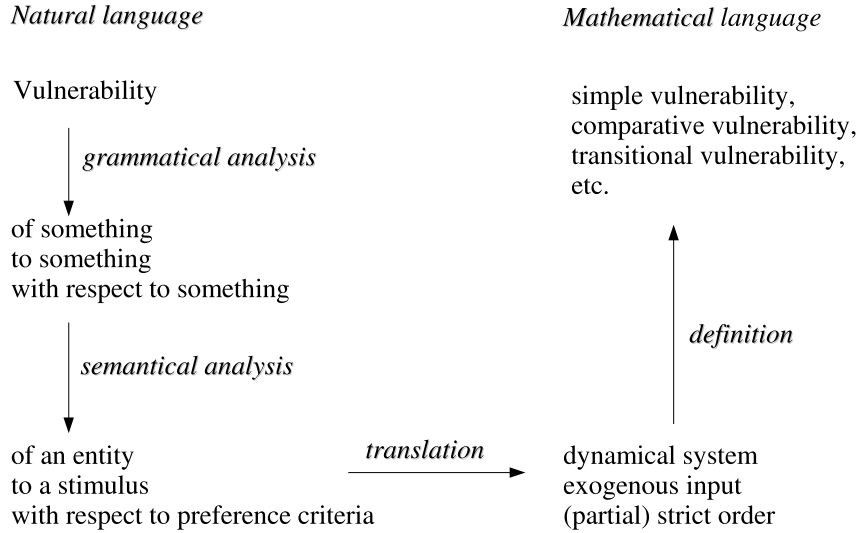 Natural language
Vulnerability
grammatical analysis
of something
to something
with respect to something
semantical analysis
of an entity
to a stimulus
with respect to preference criteria
translation
Mathematical language
simple vulnerability,
comparative vulnerability,
transitional vulnerability,
etc.
definition
dynamical system
exogenous input
(partial) strict order